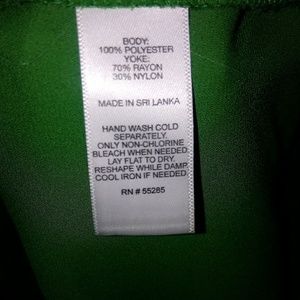 BODY:
100% POLYESTER
YOKE:
70% RAYON
30% NYLON
MADE IN SRI LANKA
HAND WASH COLD
SEPARATELY.
ONLY NON-CHLORINE
BLEACH WHEN NEEDED.
LAY FLAT TO DRY.
RESHAPE WHILE DAMP.
COOL IRON IF NEEDED.
RN # 55285